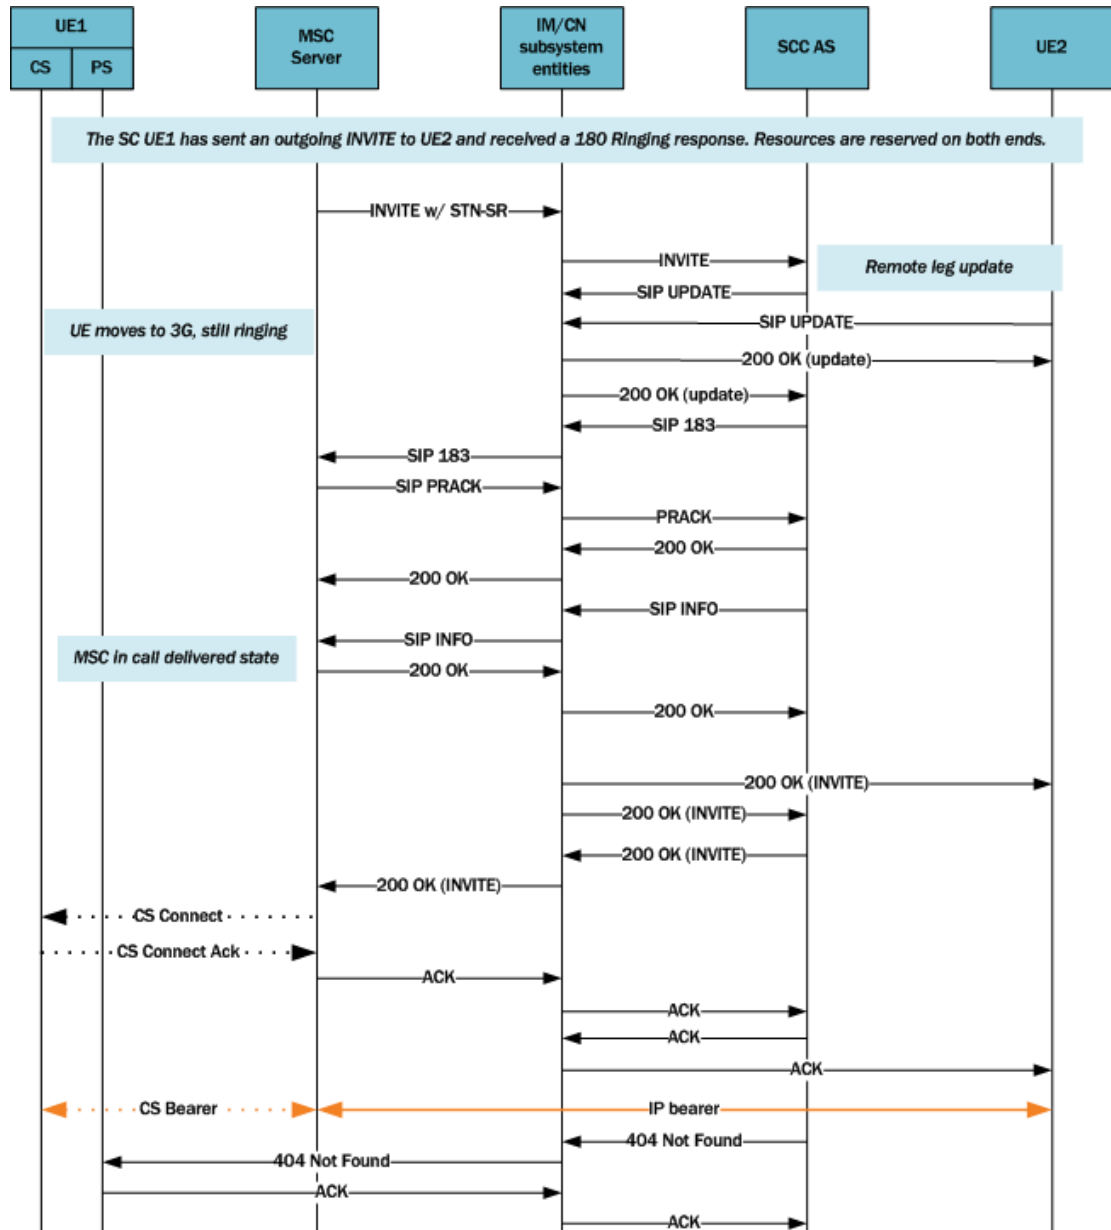 UE1
CS
PS
MSC
Server
IM/CN
subsystem
entities
SCC AS
UE2
The SC UE1 has sent an outgoing INVITE to UE2 and received a 180 Ringing response. Resources are reserved on both ends.
INVITE w/ STN-SR
INVITE
Remote leg update
SIP UPDATE
UE moves to 3G, still ringing
SIP UPDATE
200 OK (update)
200 OK (update)
SIP 183
SIP 183
SIP PRACK
PRACK
200 OK
200 OK
SIP INFO
SIP INFO
MSC in call delivered state
200 OK
200 OK
200 OK (INVITE)
200 OK (INVITE)
200 OK (INVITE)
200 OK (INVITE)
CS Connect
CS Connect Ack
ACK
ACK
ACK
ACK
CS Bearer
IP bearer
404 Not Found
404 Not Found
ACK
ACK